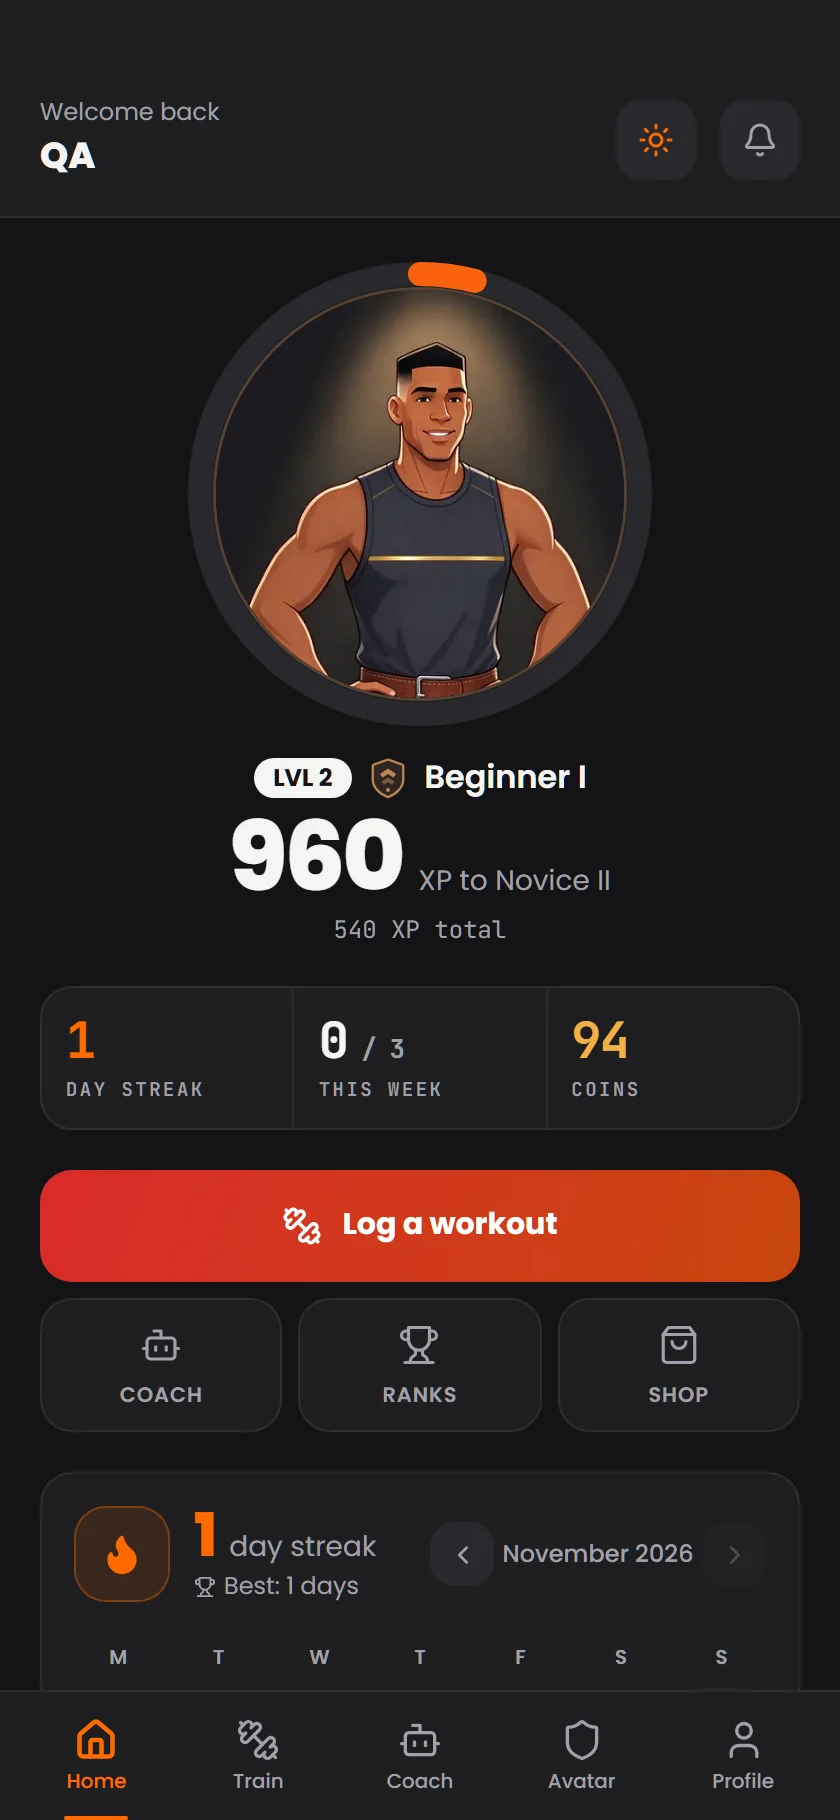 Welcome back
QA
LVL 2 Beginner I
960 XP to Novice II
540 XP total
1 0 / 3 94
DAY STREAK THIS WEEK COINS
Log a workout
COACH RANKS SHOP
1 day streak November 2026
Best: 1 days
M T W T F S S
Home Train Coach Avatar Profile